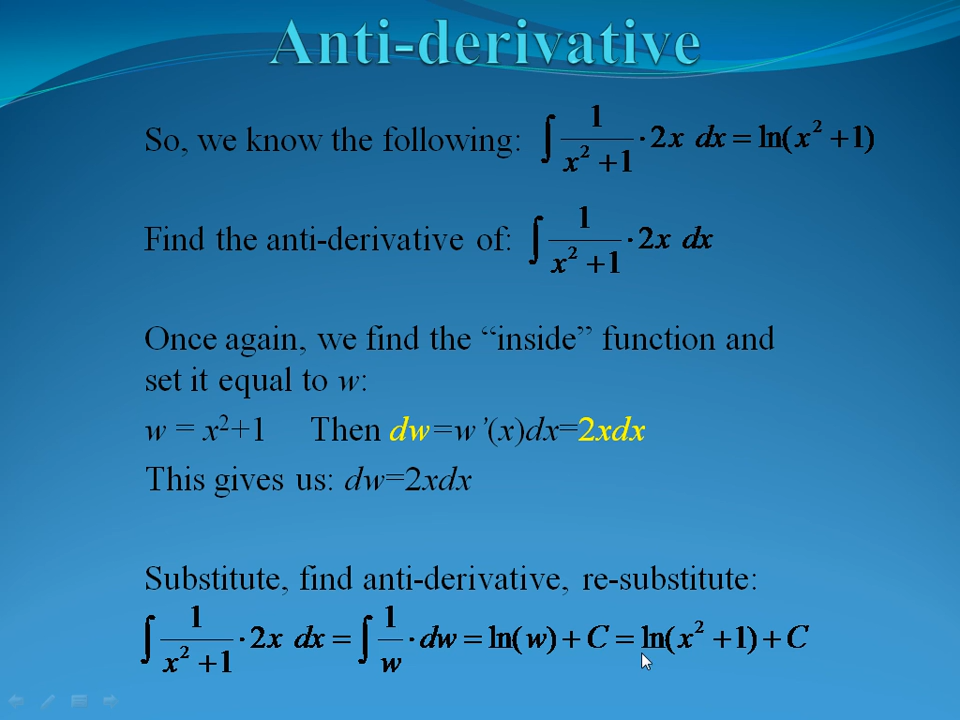 Anti-derivative
So, we know the following: ∫ 1/(x²+1) · 2x dx = ln(x²+1)
Find the anti-derivative of: ∫ 1/(x²+1) · 2x dx
Once again, we find the “inside” function and
set it equal to w:
w = x²+1 Then dw=w’(x)dx=2xdx
This gives us: dw=2xdx
Substitute, find anti-derivative, re-substitute:
∫ 1/(x²+1) · 2x dx = ∫ 1/w · dw = ln(w) + C = ln(x²+1) + C